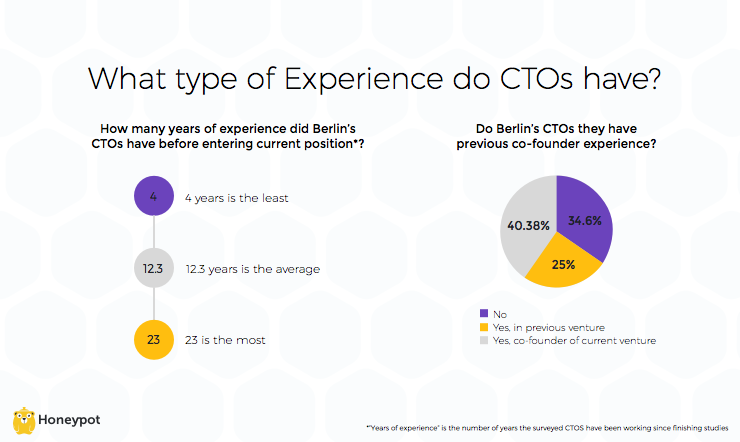 What type of Experience do CTOs have?
How many years of experience did Berlin's
CTOs have before entering current position*?
4
4 years is the least
12.3
12.3 years is the average
23
23 is the most
Do Berlin's CTOs they have
previous co-founder experience?
40.38%
34.6%
25%
No
Yes, in previous venture
Yes, co-founder of current venture
Honeypot
*"Years of experience" is the number of years the surveyed CTOS have been working since finishing studies